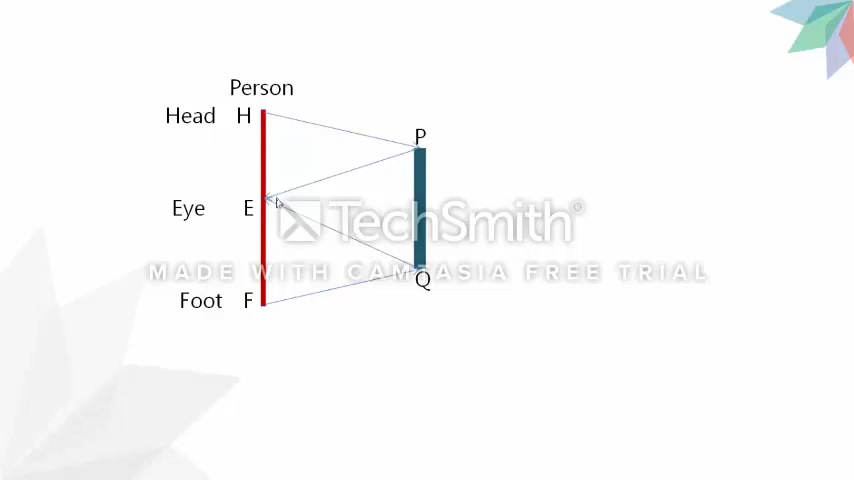 Person
Head H
P
Eye E
TechSmith®
MADE WITH CAMTASIA FREE TRIAL
Q
Foot F